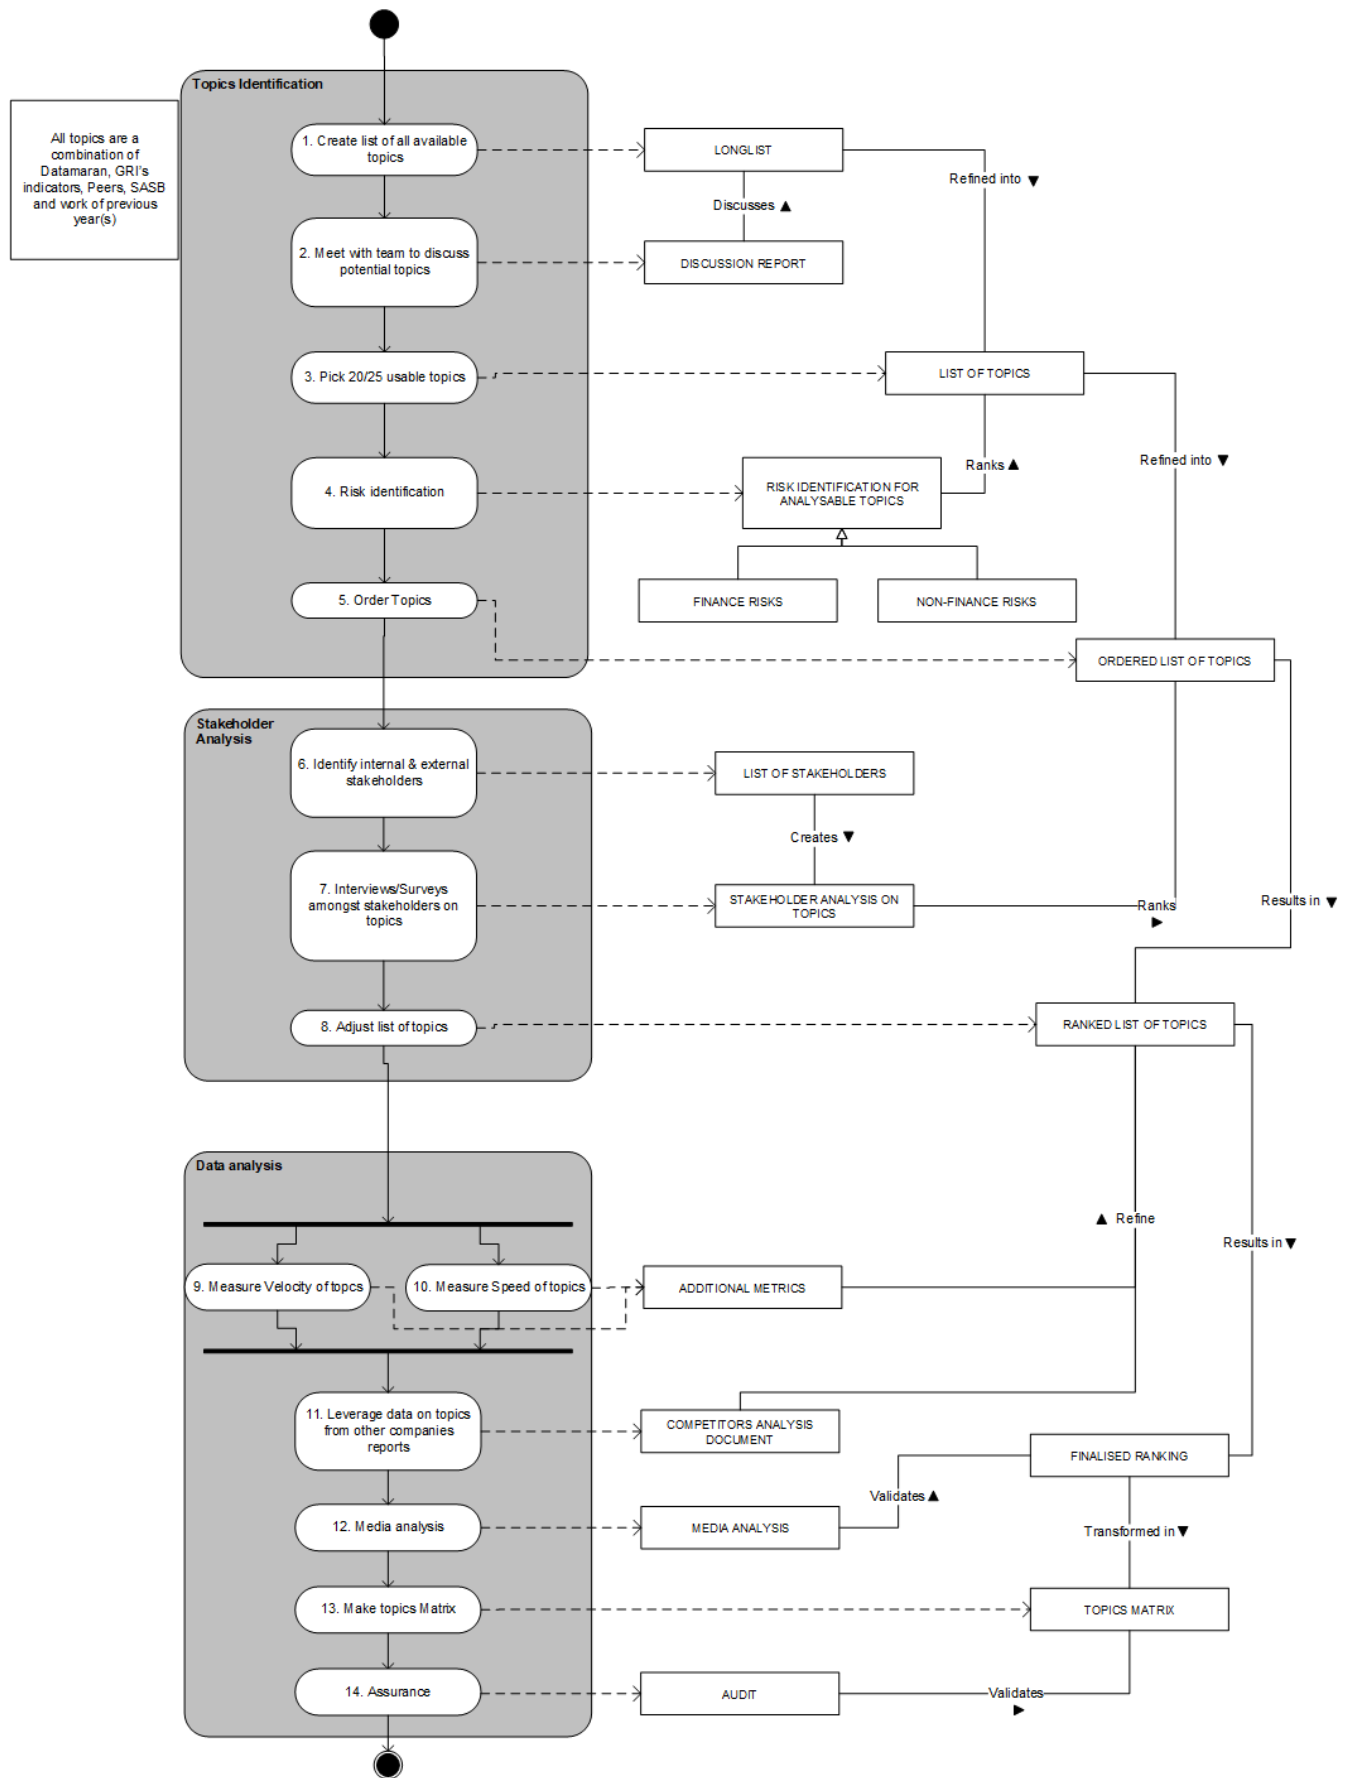 Topics Identification
All topics are a
combination of
Datamaran, GRI's
indicators, Peers, SASB
and work of previous
year(s)
1. Create list of all available
topics
LONGLIST
Refined into ▼
Discusses ▲
2. Meet with team to discuss
potential topics
DISCUSSION REPORT
3. Pick 20/25 usable topics
LIST OF TOPICS
Refined into ▼
Ranks ▲
4. Risk identification
RISK IDENTIFICATION FOR
ANALYSABLE TOPICS
5. Order Topics
FINANCE RISKS
NON-FINANCE RISKS
ORDERED LIST OF TOPICS
Stakeholder
Analysis
6. Identify internal & external
stakeholders
LIST OF STAKEHOLDERS
Creates ▼
7. Interviews/Surveys
amongst stakeholders on
topics
STAKEHOLDER ANALYSIS ON
TOPICS
Ranks
►
Results in ▼
8. Adjust list of topics
RANKED LIST OF TOPICS
Data analysis
▲ Refine
Results in ▼
9. Measure Velocity of topcs
10. Measure Speed of topics
ADDITIONAL METRICS
11. Leverage data on topics
from other companies
reports
COMPETITORS ANALYSIS
DOCUMENT
FINALISED RANKING
Validates ▲
12. Media analysis
MEDIA ANALYSIS
Transformed in ▼
13. Make topics Matrix
TOPICS MATRIX
14. Assurance
AUDIT
Validates
►